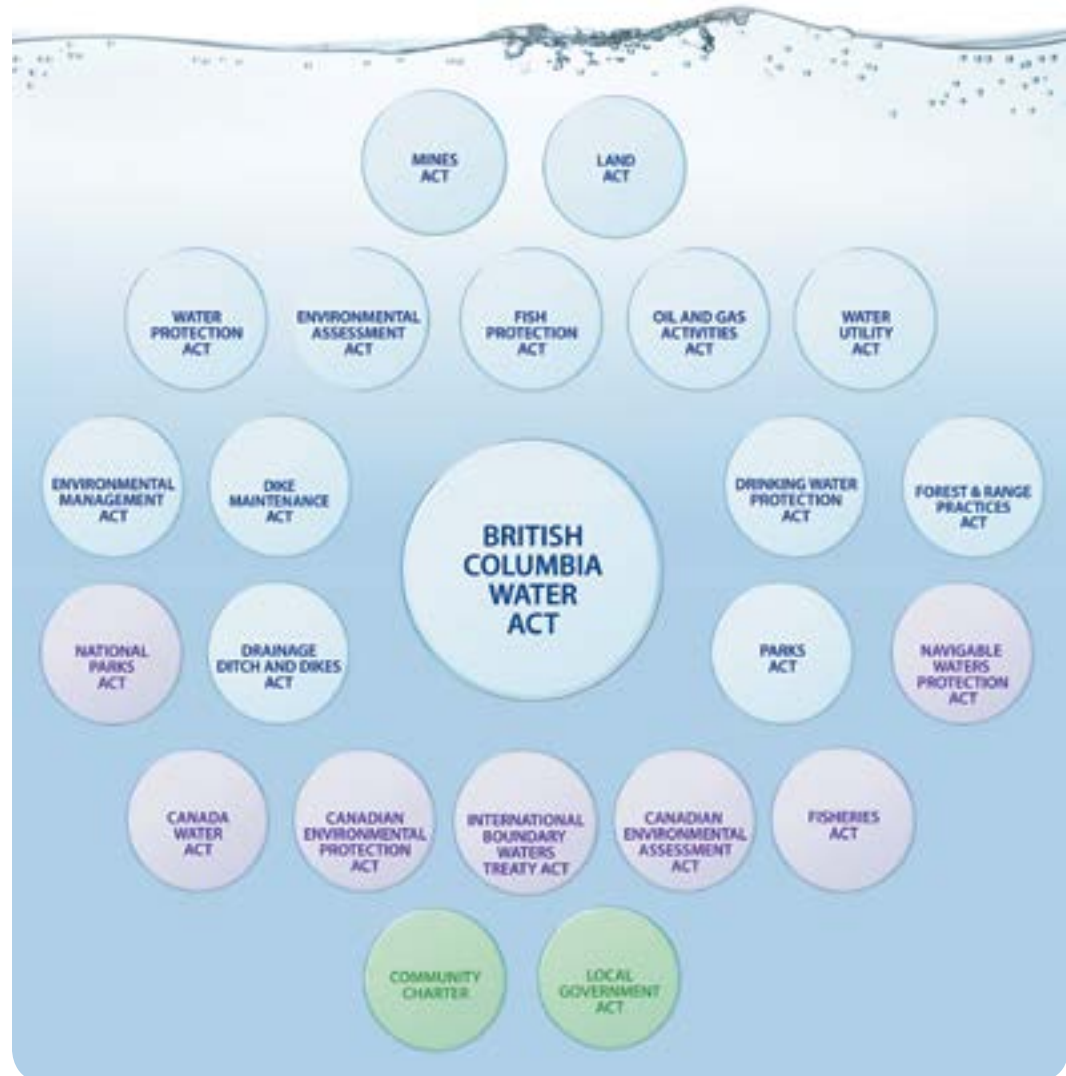 MINES
ACT
LAND
ACT
WATER
PROTECTION
ACT
ENVIRONMENTAL
ASSESSMENT
ACT
FISH
PROTECTION
ACT
OIL AND GAS
ACTIVITIES
ACT
WATER
UTILITY
ACT
ENVIRONMENTAL
MANAGEMENT
ACT
DIKE
MAINTENANCE
ACT
BRITISH
COLUMBIA
WATER
ACT
DRINKING WATER
PROTECTION
ACT
FOREST & RANGE
PRACTICES
ACT
NATIONAL
PARKS
ACT
DRAINAGE
DITCH AND DIKES
ACT
PARKS
ACT
NAVIGABLE
WATERS
PROTECTION
ACT
CANADA
WATER
ACT
CANADIAN
ENVIRONMENTAL
PROTECTION
ACT
INTERNATIONAL
BOUNDARY
WATERS
TREATY ACT
CANADIAN
ENVIRONMENTAL
ASSESSMENT
ACT
FISHERIES
ACT
COMMUNITY
CHARTER
LOCAL
GOVERNMENT
ACT